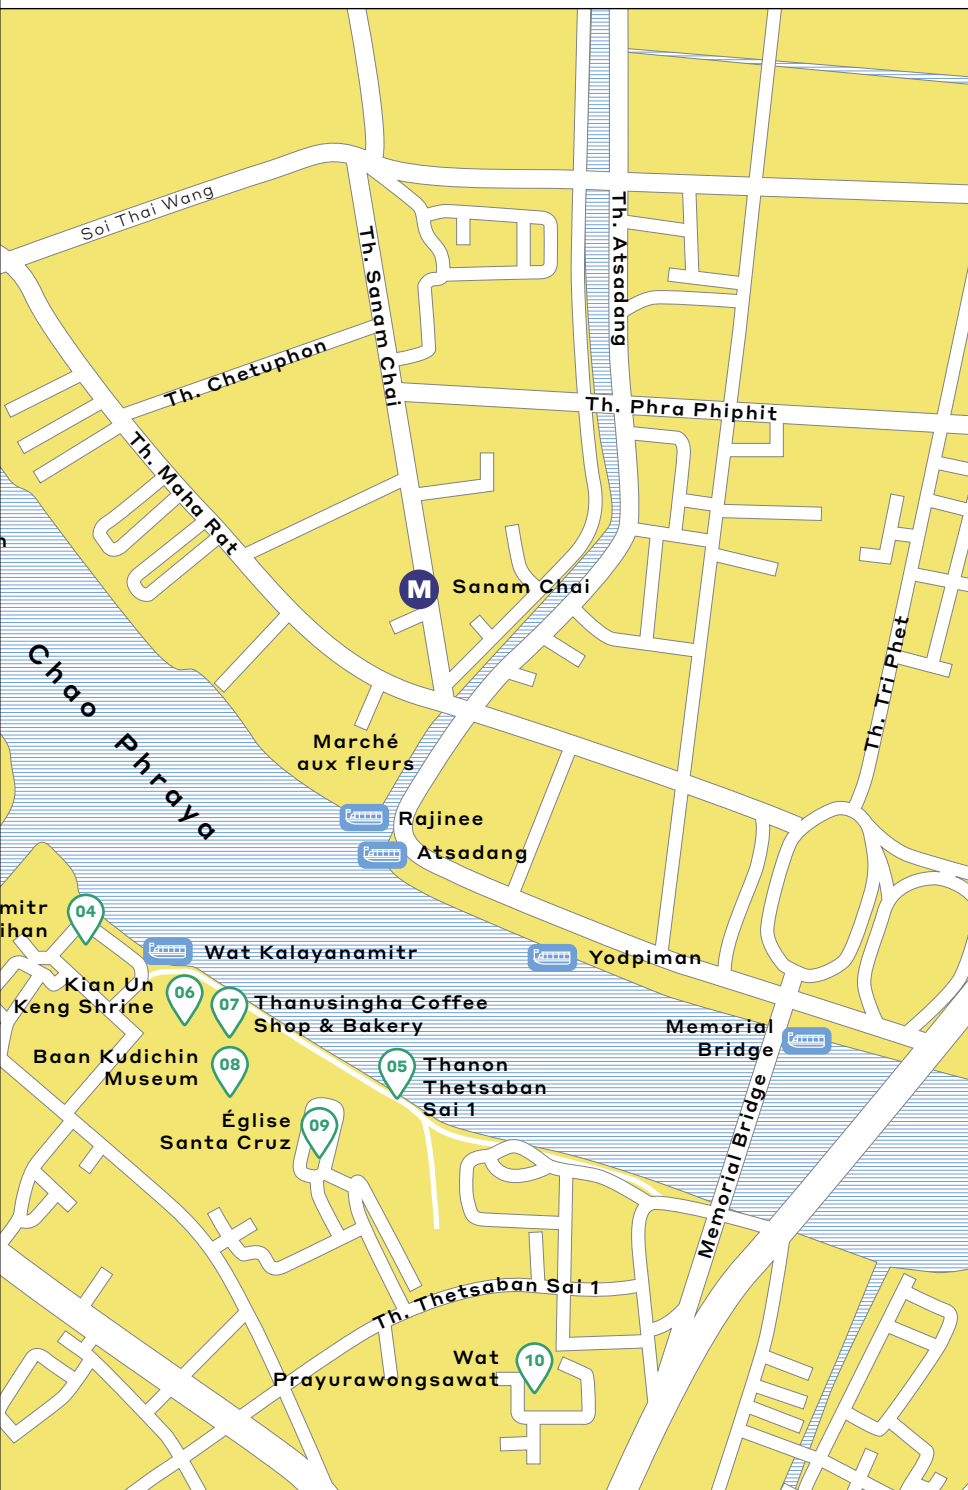 Soi Thai Wang
Th. Sanam Chai
Th. Atsadang
Th. Chetuphon
Th. Phra Phiphit
Th. Maha Rat
M
Sanam Chai
Th. Tri Phet
Chao Phraya
Marché
aux fleurs
Rajinee
Atsadang
mitr
ihan
04
Wat Kalayanamitr
Yodpiman
Kian Un
Keng Shrine
06
07
Thanusingha Coffee
Shop & Bakery
Memorial
Bridge
Baan Kudichin
Museum
08
05
Thanon
Thetsaban
Sai 1
Église
Santa Cruz
09
Memorial Bridge
Th. Thetsaban Sai 1
Wat
Prayurawongsawat
10